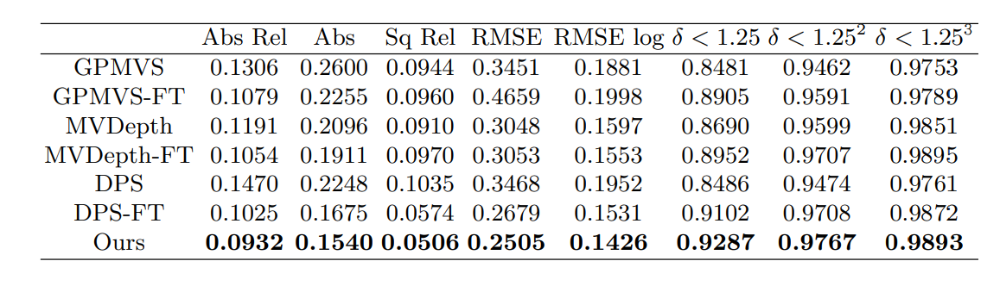 Abs Rel Abs Sq Rel RMSE RMSE log δ < 1.25 δ < 1.25² δ < 1.25³
GPMVS 0.1306 0.2600 0.0944 0.3451 0.1881 0.8481 0.9462 0.9753
GPMVS-FT 0.1079 0.2255 0.0960 0.4659 0.1998 0.8905 0.9591 0.9789
MVDepth 0.1191 0.2096 0.0910 0.3048 0.1597 0.8690 0.9599 0.9851
MVDepth-FT 0.1054 0.1911 0.0970 0.3053 0.1553 0.8952 0.9707 0.9895
DPS 0.1470 0.2248 0.1035 0.3468 0.1952 0.8486 0.9474 0.9761
DPS-FT 0.1025 0.1675 0.0574 0.2679 0.1531 0.9102 0.9708 0.9872
Ours 0.0932 0.1540 0.0506 0.2505 0.1426 0.9287 0.9767 0.9893